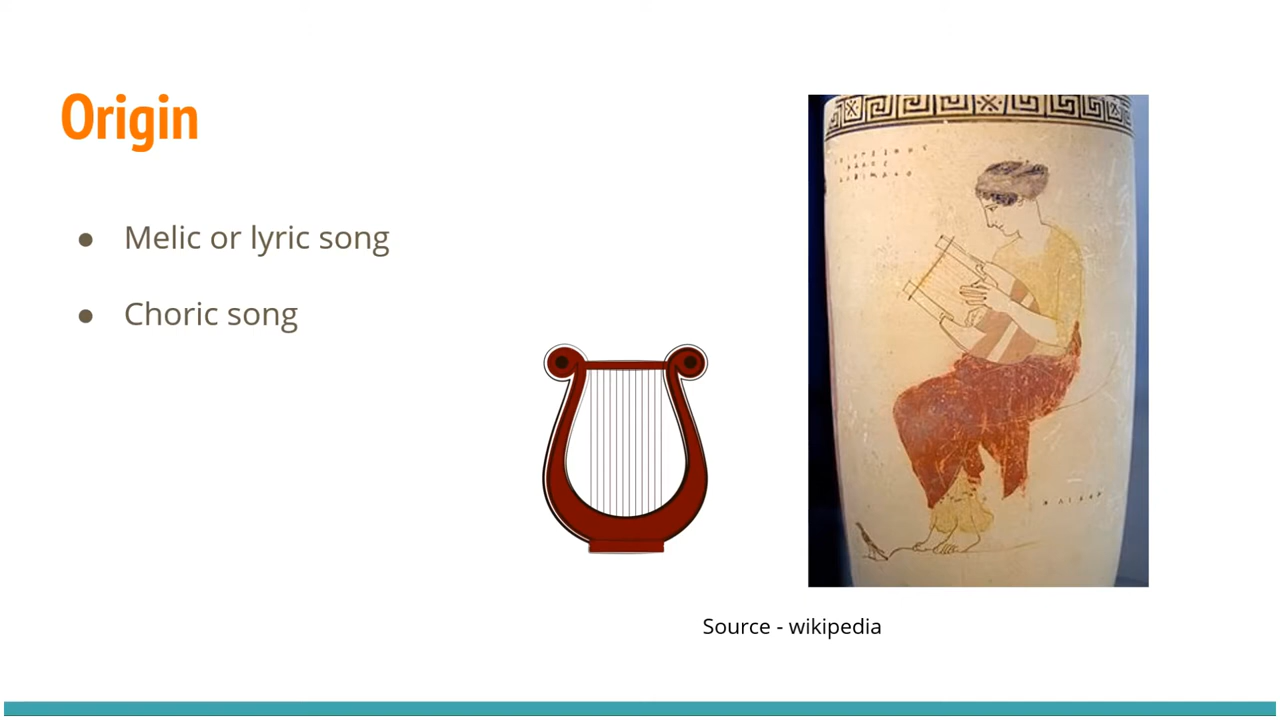 Origin
● Melic or lyric song
● Choric song
Source - wikipedia